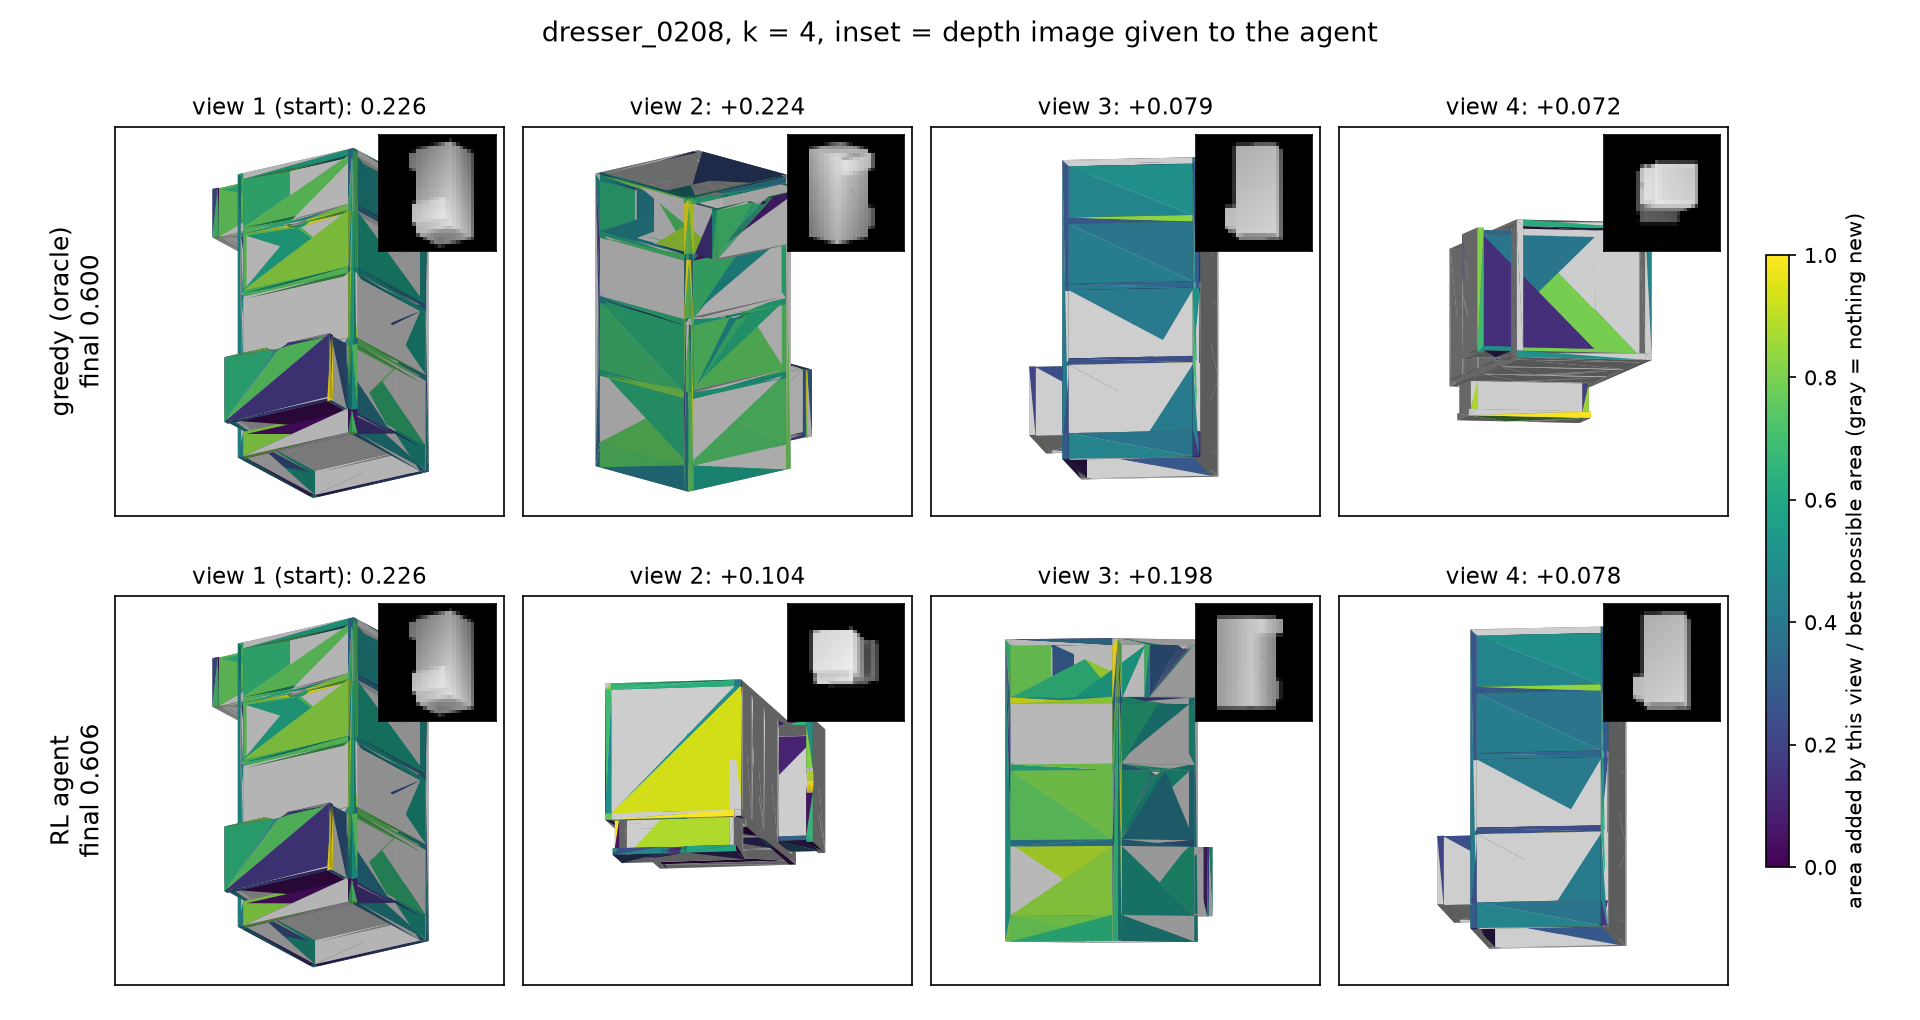 dresser_0208, k = 4, inset = depth image given to the agent
view 1 (start): 0.226
view 2: +0.224
view 3: +0.079
view 4: +0.072
greedy (oracle)
final 0.600
view 1 (start): 0.226
view 2: +0.104
view 3: +0.198
view 4: +0.078
RL agent
final 0.606
1.0
0.8
0.6
0.4
0.2
0.0
area added by this view / best possible area (gray = nothing new)